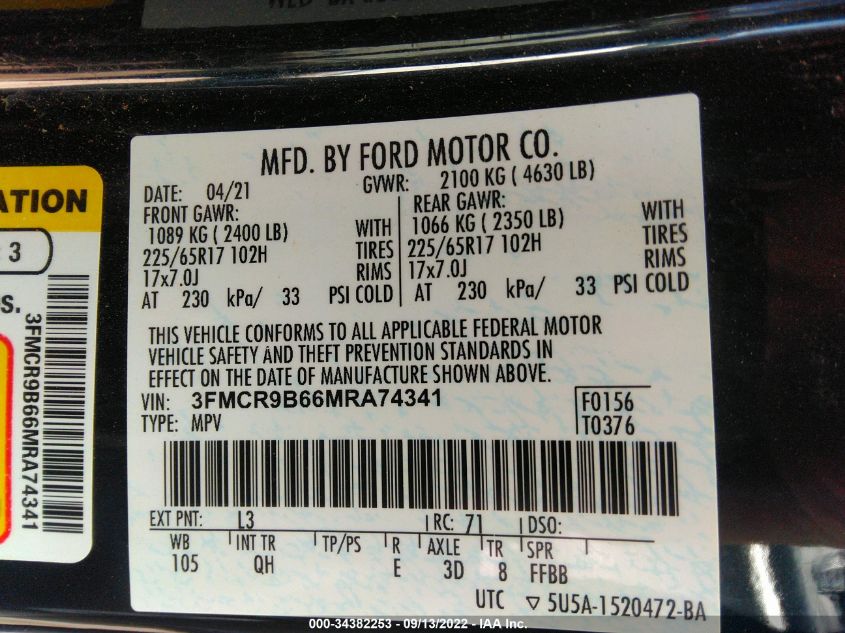 MFD. BY FORD MOTOR CO.
DATE: 04/21 GVWR: 2100 KG ( 4630 LB)
FRONT GAWR: REAR GAWR:
1089 KG ( 2400 LB) WITH 1066 KG ( 2350 LB) WITH
225/65R17 102H TIRES 225/65R17 102H TIRES
17x7.0J RIMS 17x7.0J RIMS
AT 230 kPa/ 33 PSI COLD AT 230 kPa/ 33 PSI COLD
THIS VEHICLE CONFORMS TO ALL APPLICABLE FEDERAL MOTOR
VEHICLE SAFETY AND THEFT PREVENTION STANDARDS IN
EFFECT ON THE DATE OF MANUFACTURE SHOWN ABOVE.
VIN: 3FMCR9B66MRA74341 F0156
TYPE: MPV T0376
EXT PNT: L3 RC: 71 DSO:
WB INT TR TP/PS R AXLE TR SPR
105 QH E 3D 8 FFBB
UTC ▽ 5U5A-1520472-BA
ATION
3
S.
3FMCR9B66MRA74341
000-34382253 - 09/13/2022 - IAA Inc.